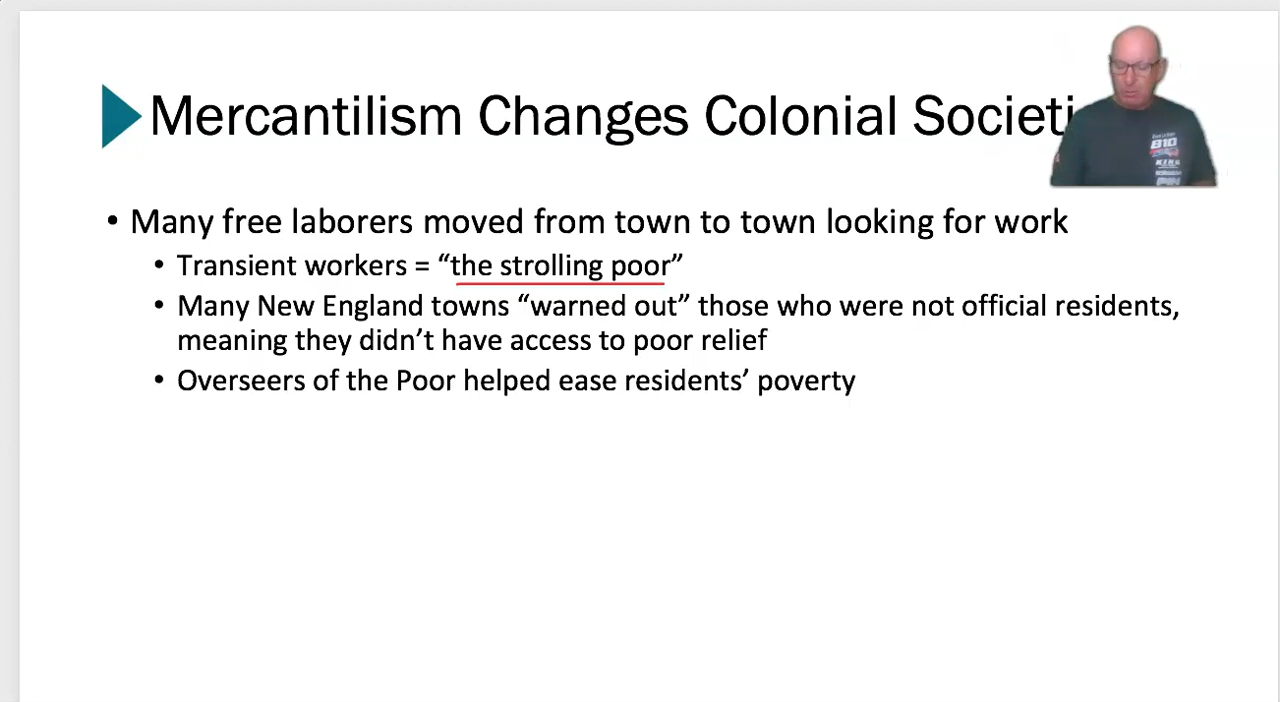 Mercantilism Changes Colonial Societi
810
• Many free laborers moved from town to town looking for work
• Transient workers = “the strolling poor”
• Many New England towns “warned out” those who were not official residents,
meaning they didn’t have access to poor relief
• Overseers of the Poor helped ease residents’ poverty